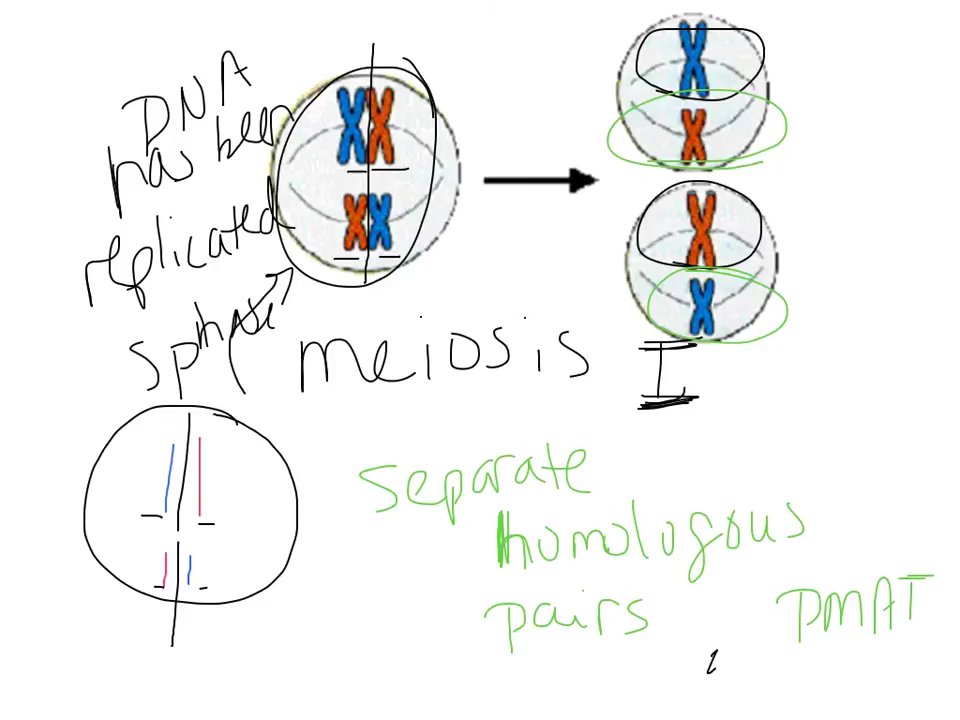 DNA
has been
replicated
s phase
meiosis I
separate
homologous
pairs
PMAT